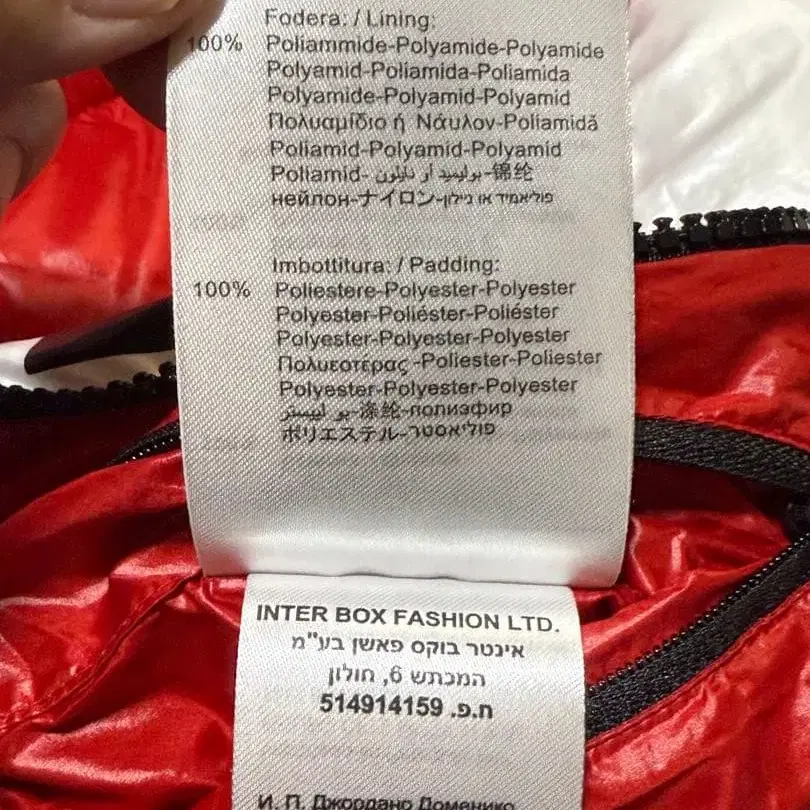 Fodera: / Lining:
100% Poliammide-Polyamide-Polyamide
Polyamid-Poliamida-Poliamida
Polyamide-Polyamid-Polyamid
Πολυαμίδιο ή Νάυλον-Poliamidă
Poliamid-Polyamid-Polyamid
Poliamid- بوليميد أو نايلون-锦纶
нейлон-ナイロン-פוליאמיד או ניילון
Imbottitura: / Padding:
100% Poliestere-Polyester-Polyester
Polyester-Poliéster-Poliéster
Polyester-Polyester-Polyester
Πολυεστέρας -Poliester-Poliester
Polyester-Polyester-Polyester
بو ليستر-涤纶-полиэфир
ポリエステル-פוליאסטר
INTER BOX FASHION LTD.
אינטר בוקס פאשן בע"מ
המכתש 6, חולון
ח.פ. 514914159
И. П. Джордано Доменико